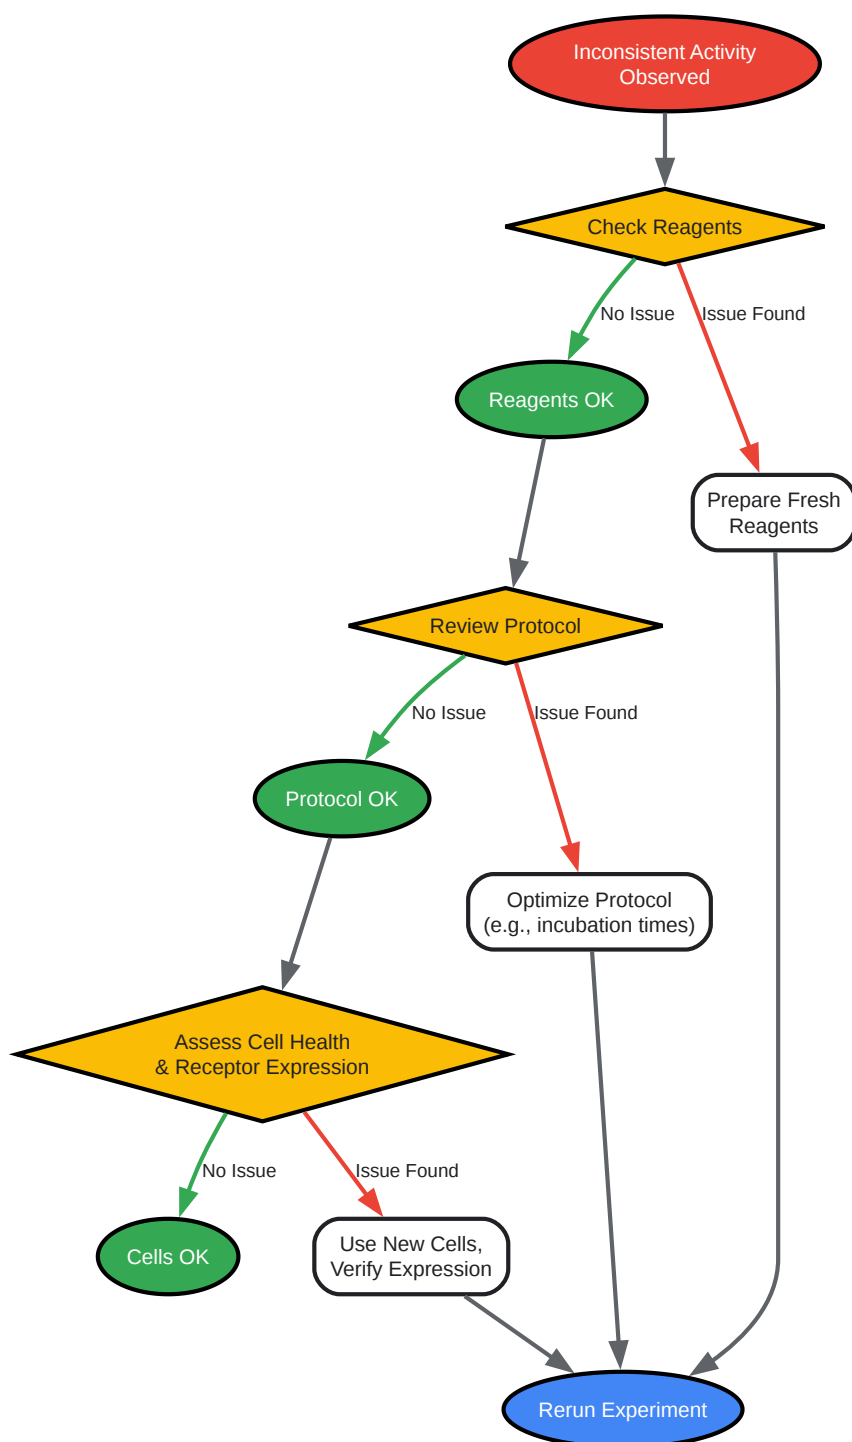 Inconsistent Activity
Observed
Check Reagents
No Issue
Issue Found
Reagents OK
Prepare Fresh
Reagents
Review Protocol
No Issue
Issue Found
Protocol OK
Optimize Protocol
(e.g., incubation times)
Assess Cell Health
& Receptor Expression
No Issue
Issue Found
Cells OK
Use New Cells,
Verify Expression
Rerun Experiment